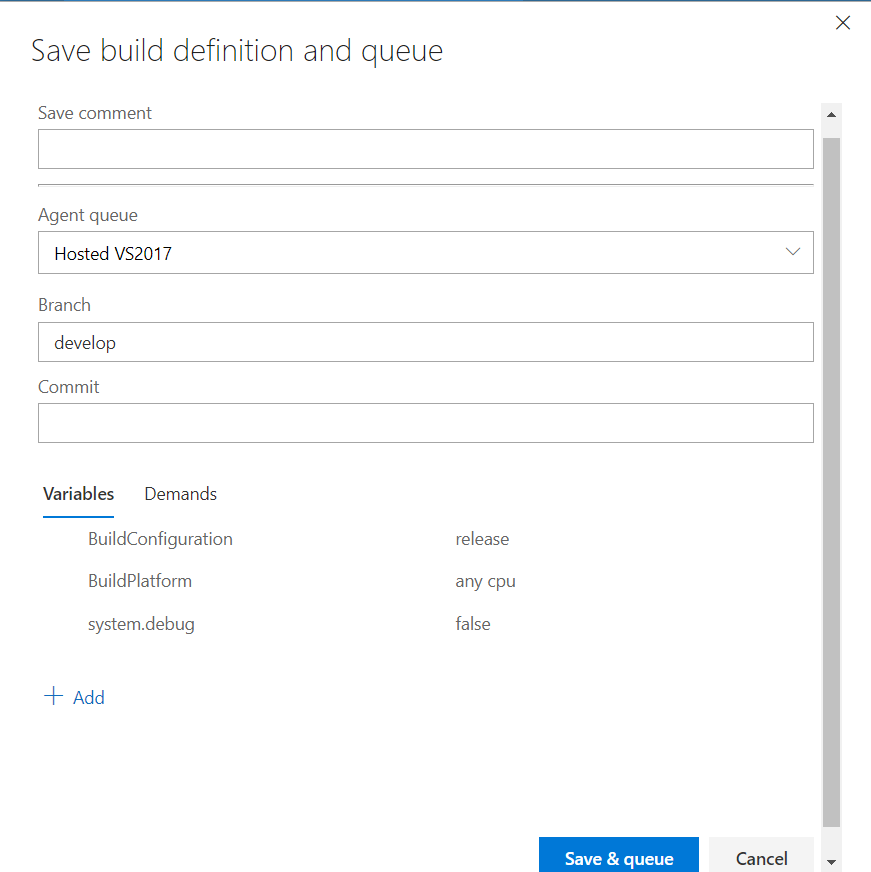 Save build definition and queue
Save comment
Agent queue
Hosted VS2017
Branch
develop
Commit
Variables Demands
BuildConfiguration release
BuildPlatform any cpu
system.debug false
Add
Save & queue Cancel